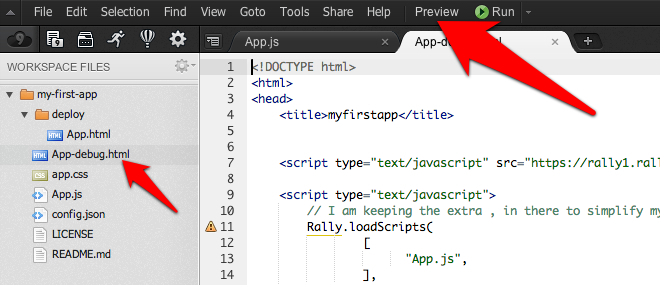 File Edit Selection Find View Goto Tools Share Help Preview Run
App.js
WORKSPACE FILES
my-first-app
deploy
HTML App.html
HTML App-debug.html
CSS app.css
App.js
config.json
LICENSE
README.md
1 <!DOCTYPE html>
2 <html>
3 <head>
4 <title>myfirstapp</title>
5
6
7 <script type="text/javascript" src="https://rally1.ral
8
9 <script type="text/javascript">
10 // I am keeping the extra , in there to simplify my
11 Rally.loadScripts(
12 [
13 "App.js",
14 ],